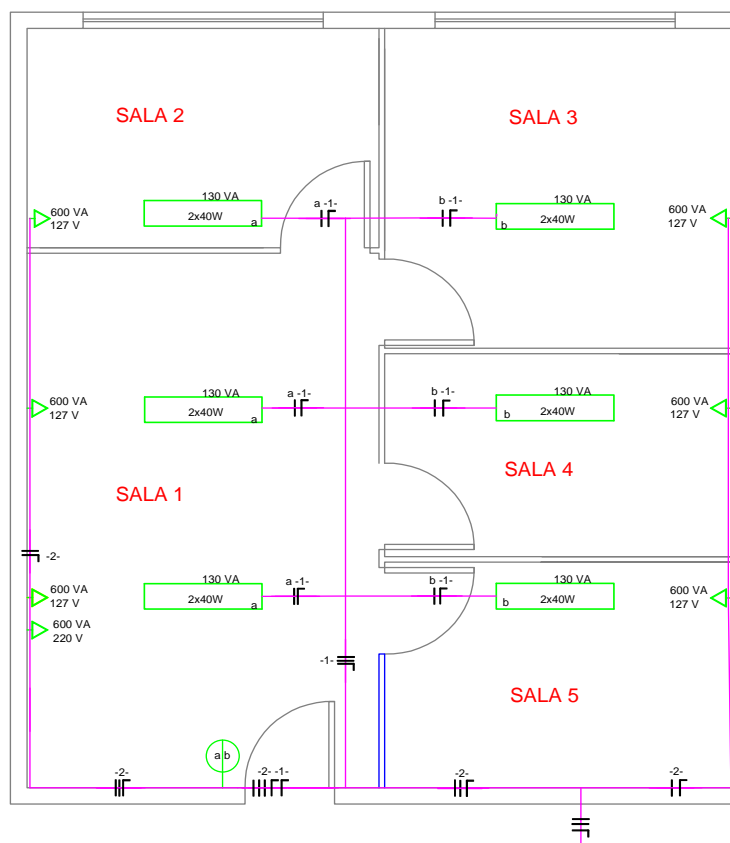 SALA 2
SALA 3
130 VA
2x40W
a
600 VA
127 V
a -1-
b -1-
130 VA
2x40W
b
600 VA
127 V
130 VA
2x40W
a
600 VA
127 V
a -1-
b -1-
130 VA
2x40W
b
600 VA
127 V
SALA 4
SALA 1
-2-
130 VA
2x40W
a
600 VA
127 V
a -1-
b -1-
130 VA
2x40W
b
600 VA
127 V
600 VA
220 V
-1-
SALA 5
a b
-2-
-2- -1-
-2-
-2-